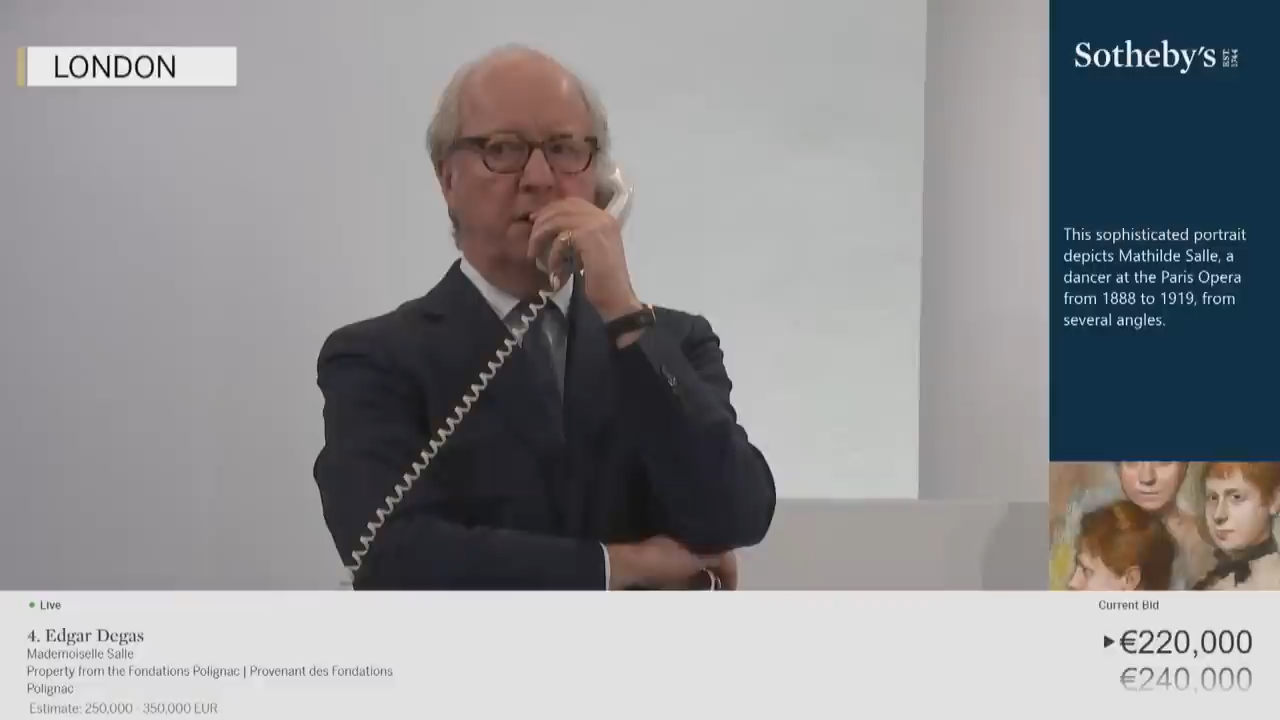 LONDON
Sotheby's EST. 1744
This sophisticated portrait
depicts Mathilde Salle, a
dancer at the Paris Opera
from 1888 to 1919, from
several angles.
Live
4. Edgar Degas
Mademoiselle Salle
Property from the Fondations Polignac | Provenant des Fondations
Polignac
Estimate: 250,000 - 350,000 EUR
Current Bid
€220,000
€240,000